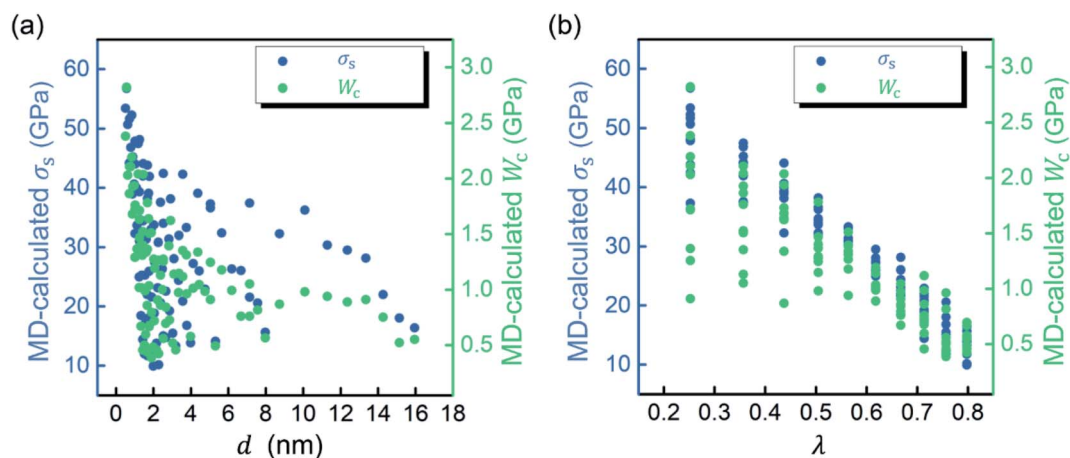 (a)
MD-calculated σs (GPa)
60
50
40
30
20
10
σs
Wc
3.0
2.5
2.0
1.5
1.0
0.5
MD-calculated Wc (GPa)
0 2 4 6 8 10 12 14 16 18
d (nm)
(b)
MD-calculated σs (GPa)
60
50
40
30
20
10
σs
Wc
3.0
2.5
2.0
1.5
1.0
0.5
MD-calculated Wc (GPa)
0.2 0.3 0.4 0.5 0.6 0.7 0.8
λ